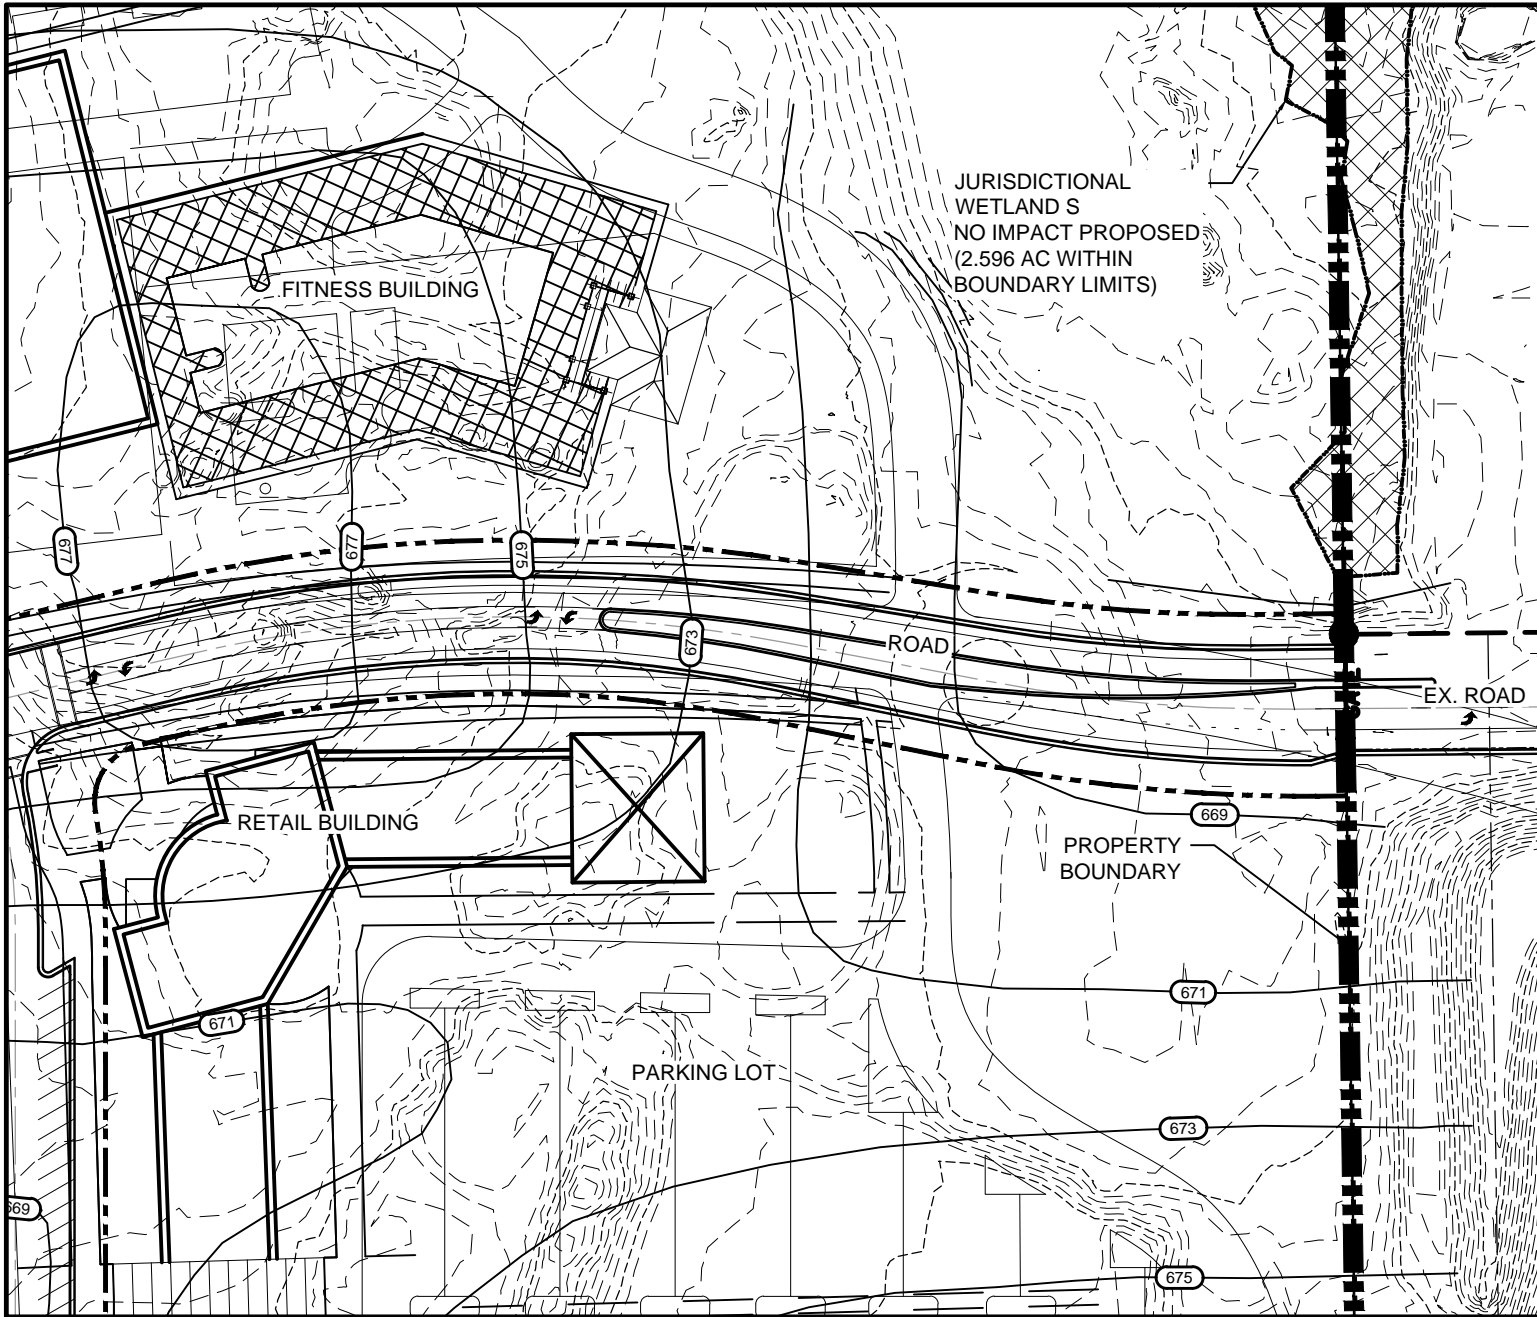 JURISDICTIONAL
WETLAND S
NO IMPACT PROPOSED
(2.596 AC WITHIN
BOUNDARY LIMITS)
FITNESS BUILDING
677
677
675
673
ROAD
EX. ROAD
RETAIL BUILDING
669
PROPERTY
BOUNDARY
671
671
PARKING LOT
673
669
675